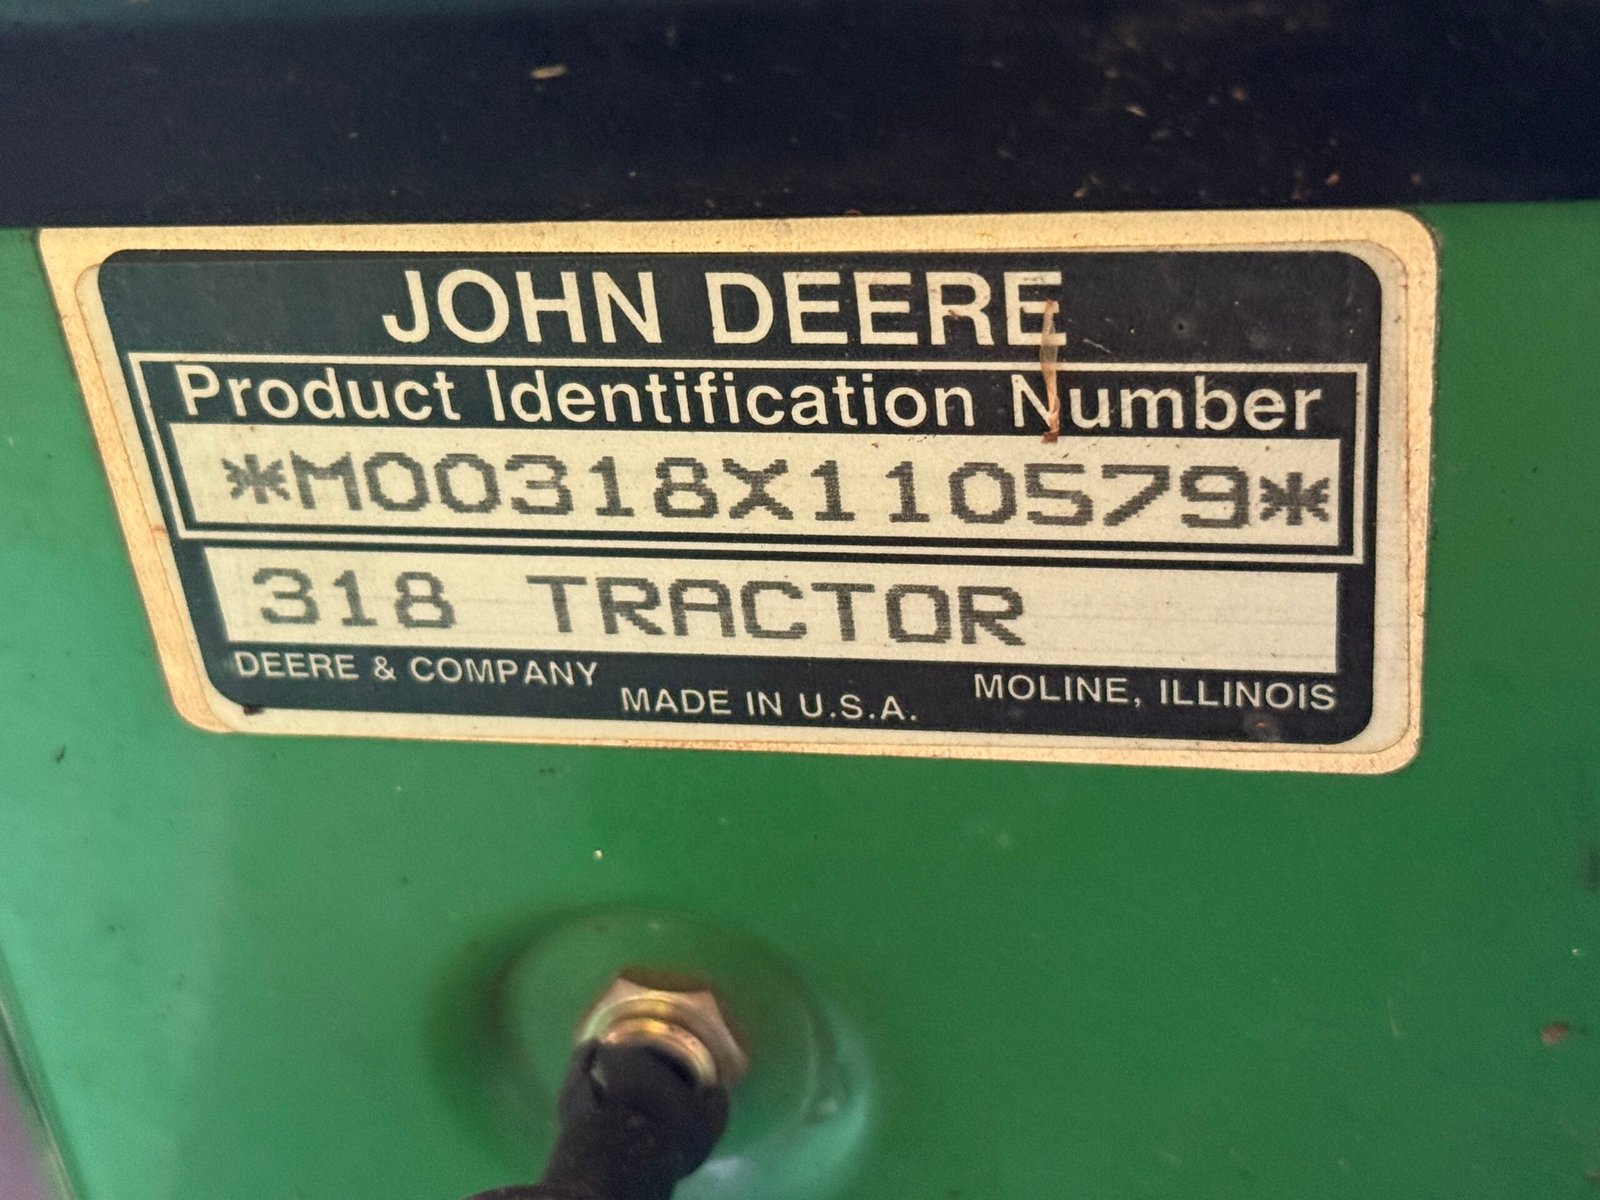 JOHN DEERE
Product Identification Number
*M00318X110579*
318 TRACTOR
DEERE & COMPANY MOLINE, ILLINOIS
MADE IN U.S.A.